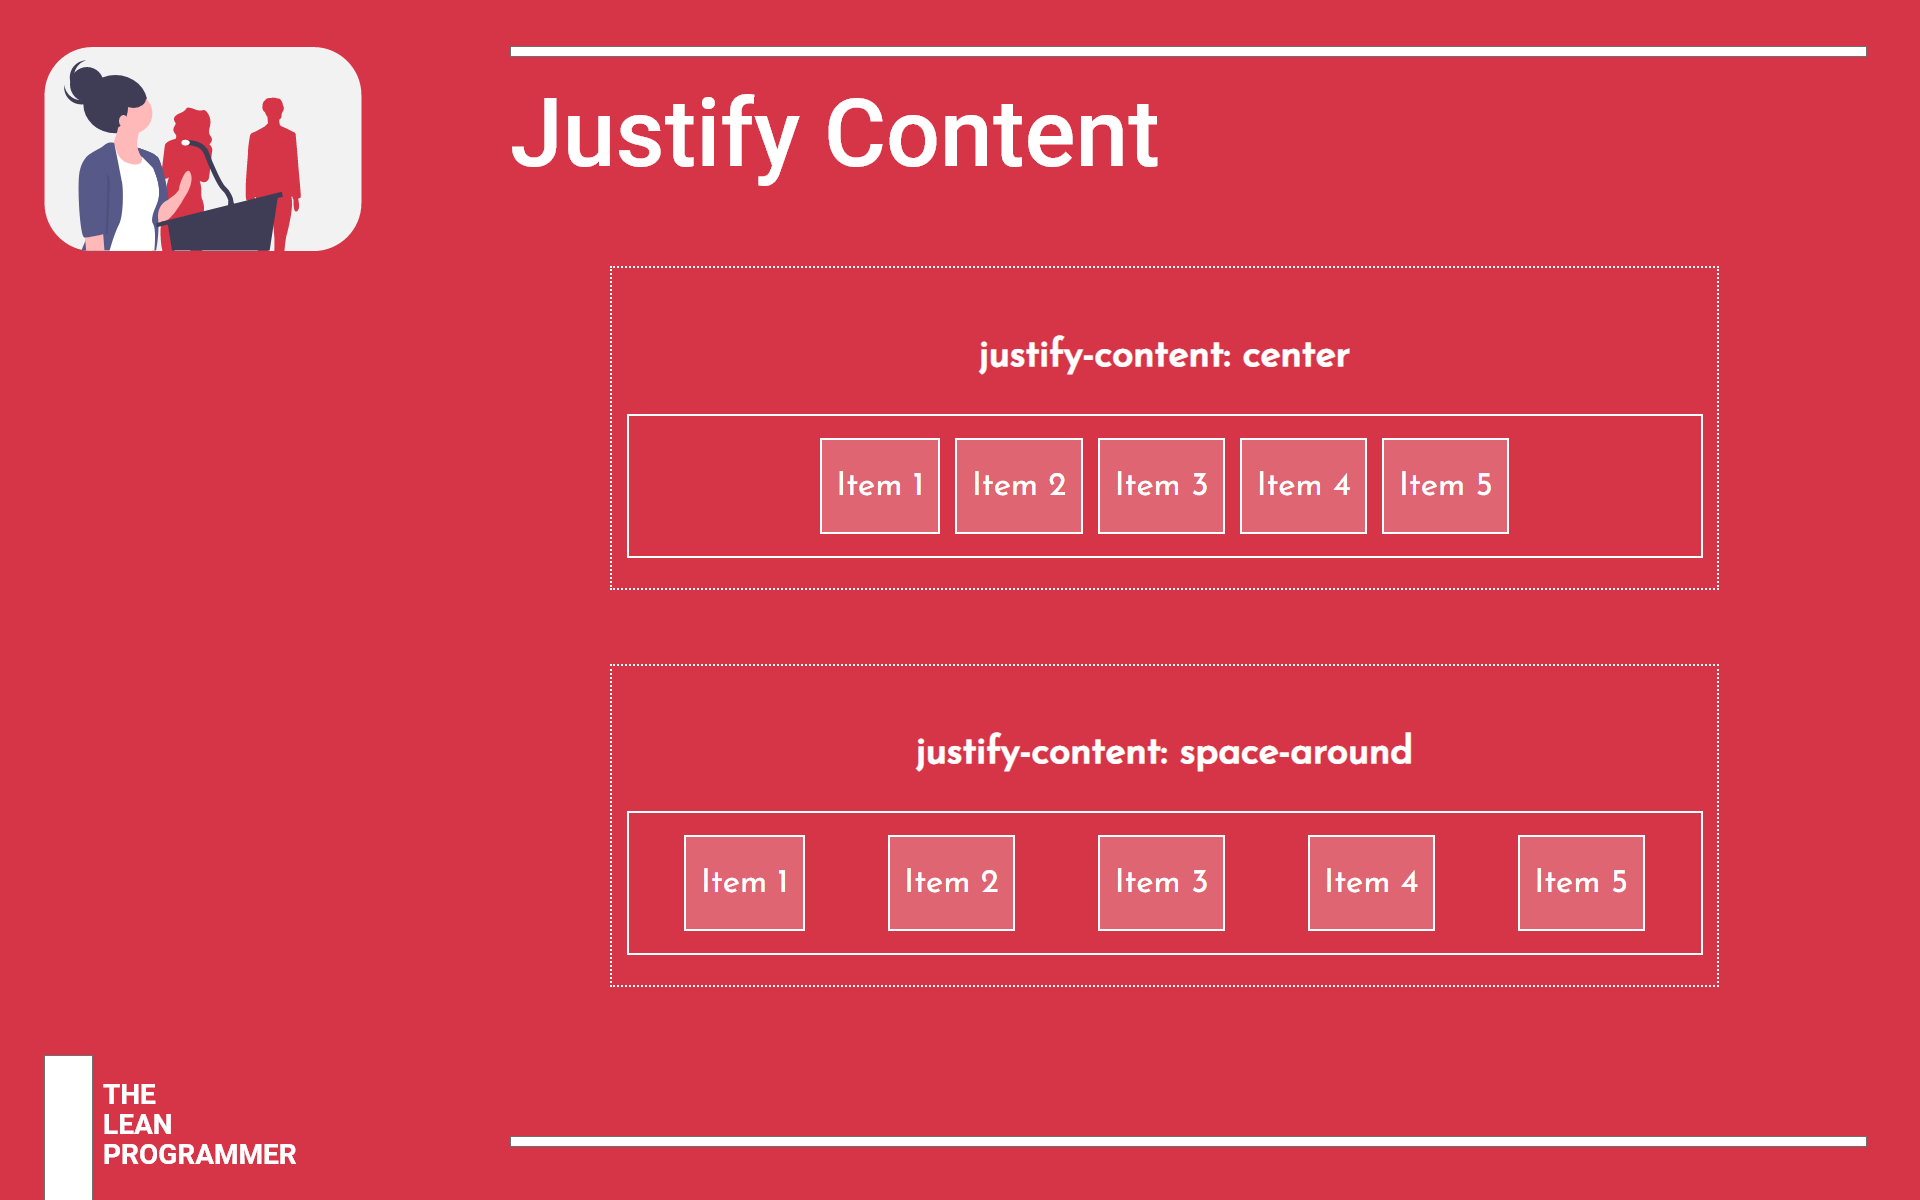 Justify Content
justify-content: center
Item 1 Item 2 Item 3 Item 4 Item 5
justify-content: space-around
Item 1 Item 2 Item 3 Item 4 Item 5
THE
LEAN
PROGRAMMER